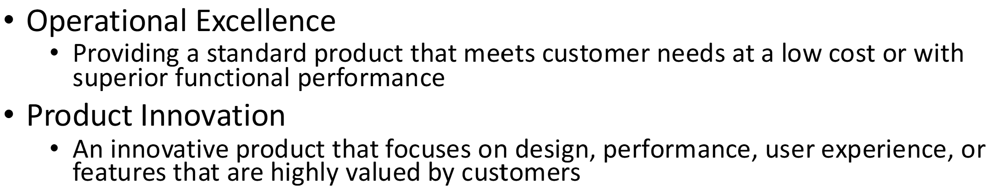 • Operational Excellence
• Providing a standard product that meets customer needs at a low cost or with
superior functional performance
• Product Innovation
• An innovative product that focuses on design, performance, user experience, or
features that are highly valued by customers